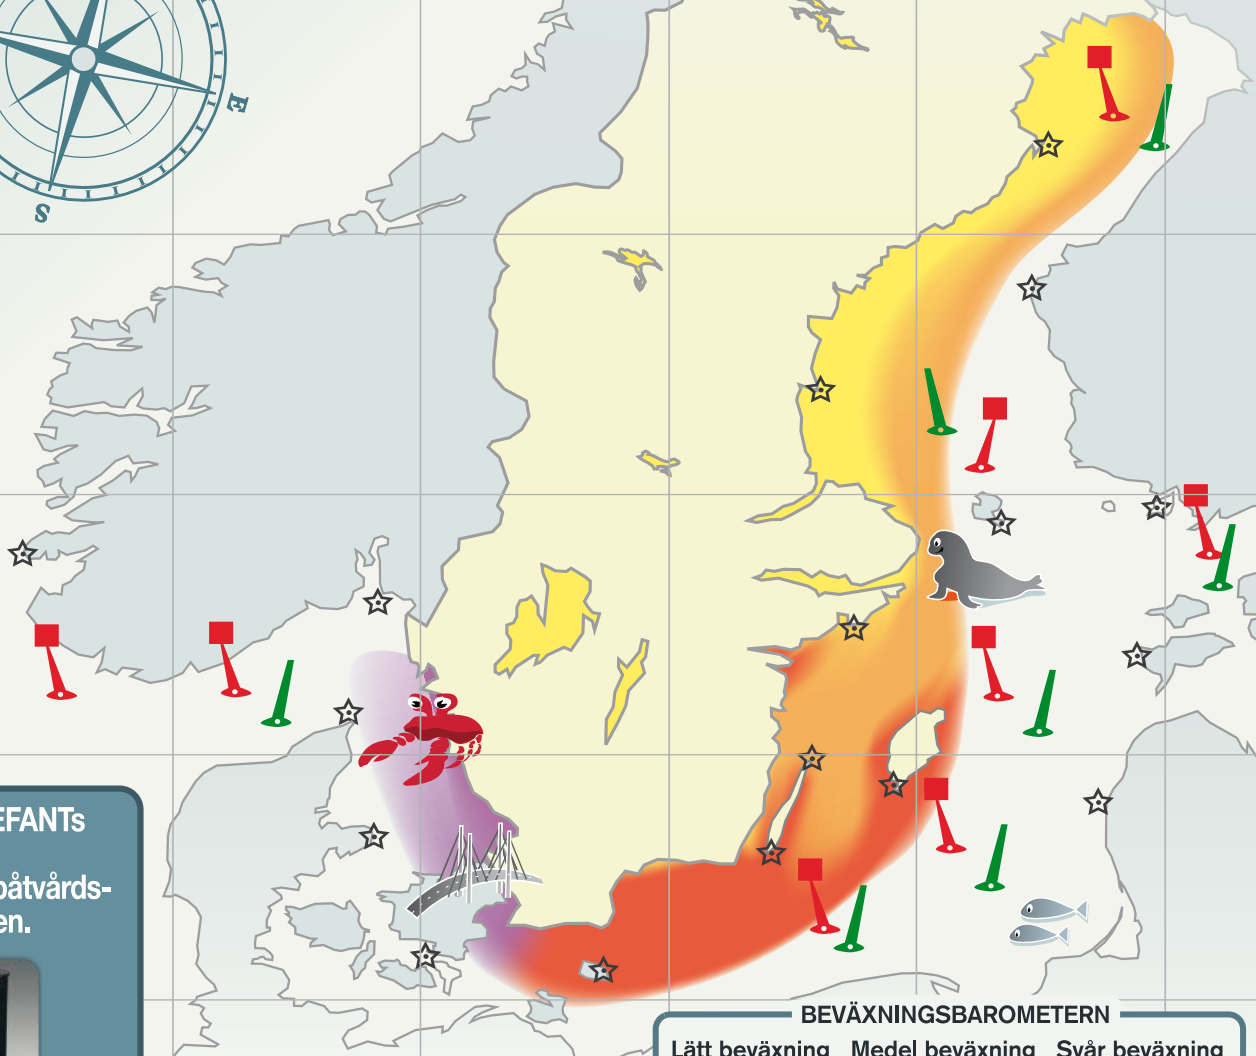 E
S
EFANTs
båtvårds-
en.
BEVÄXNINGSBAROMETERN
Lätt beväxning Medel beväxning Svår beväxning